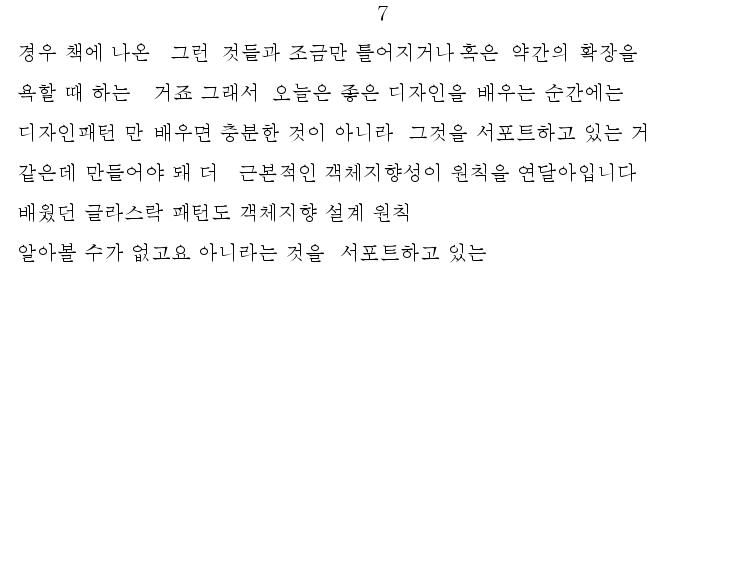 7
경우 책에 나온 그런 것들과 조금만 틀어지거나 혹은 약간의 확장을
욕할 때 하는 거죠 그래서 오늘은 좋은 디자인을 배우는 순간에는
디자인패턴 만 배우면 충분한 것이 아니라 그것을 서포트하고 있는 거
같은데 만들어야 돼 더 근본적인 객체지향성이 원칙을 연달아입니다
배웠던 글라스락 패턴도 객체지향 설계 원칙
알아볼 수가 없고요 아니라는 것을 서포트하고 있는